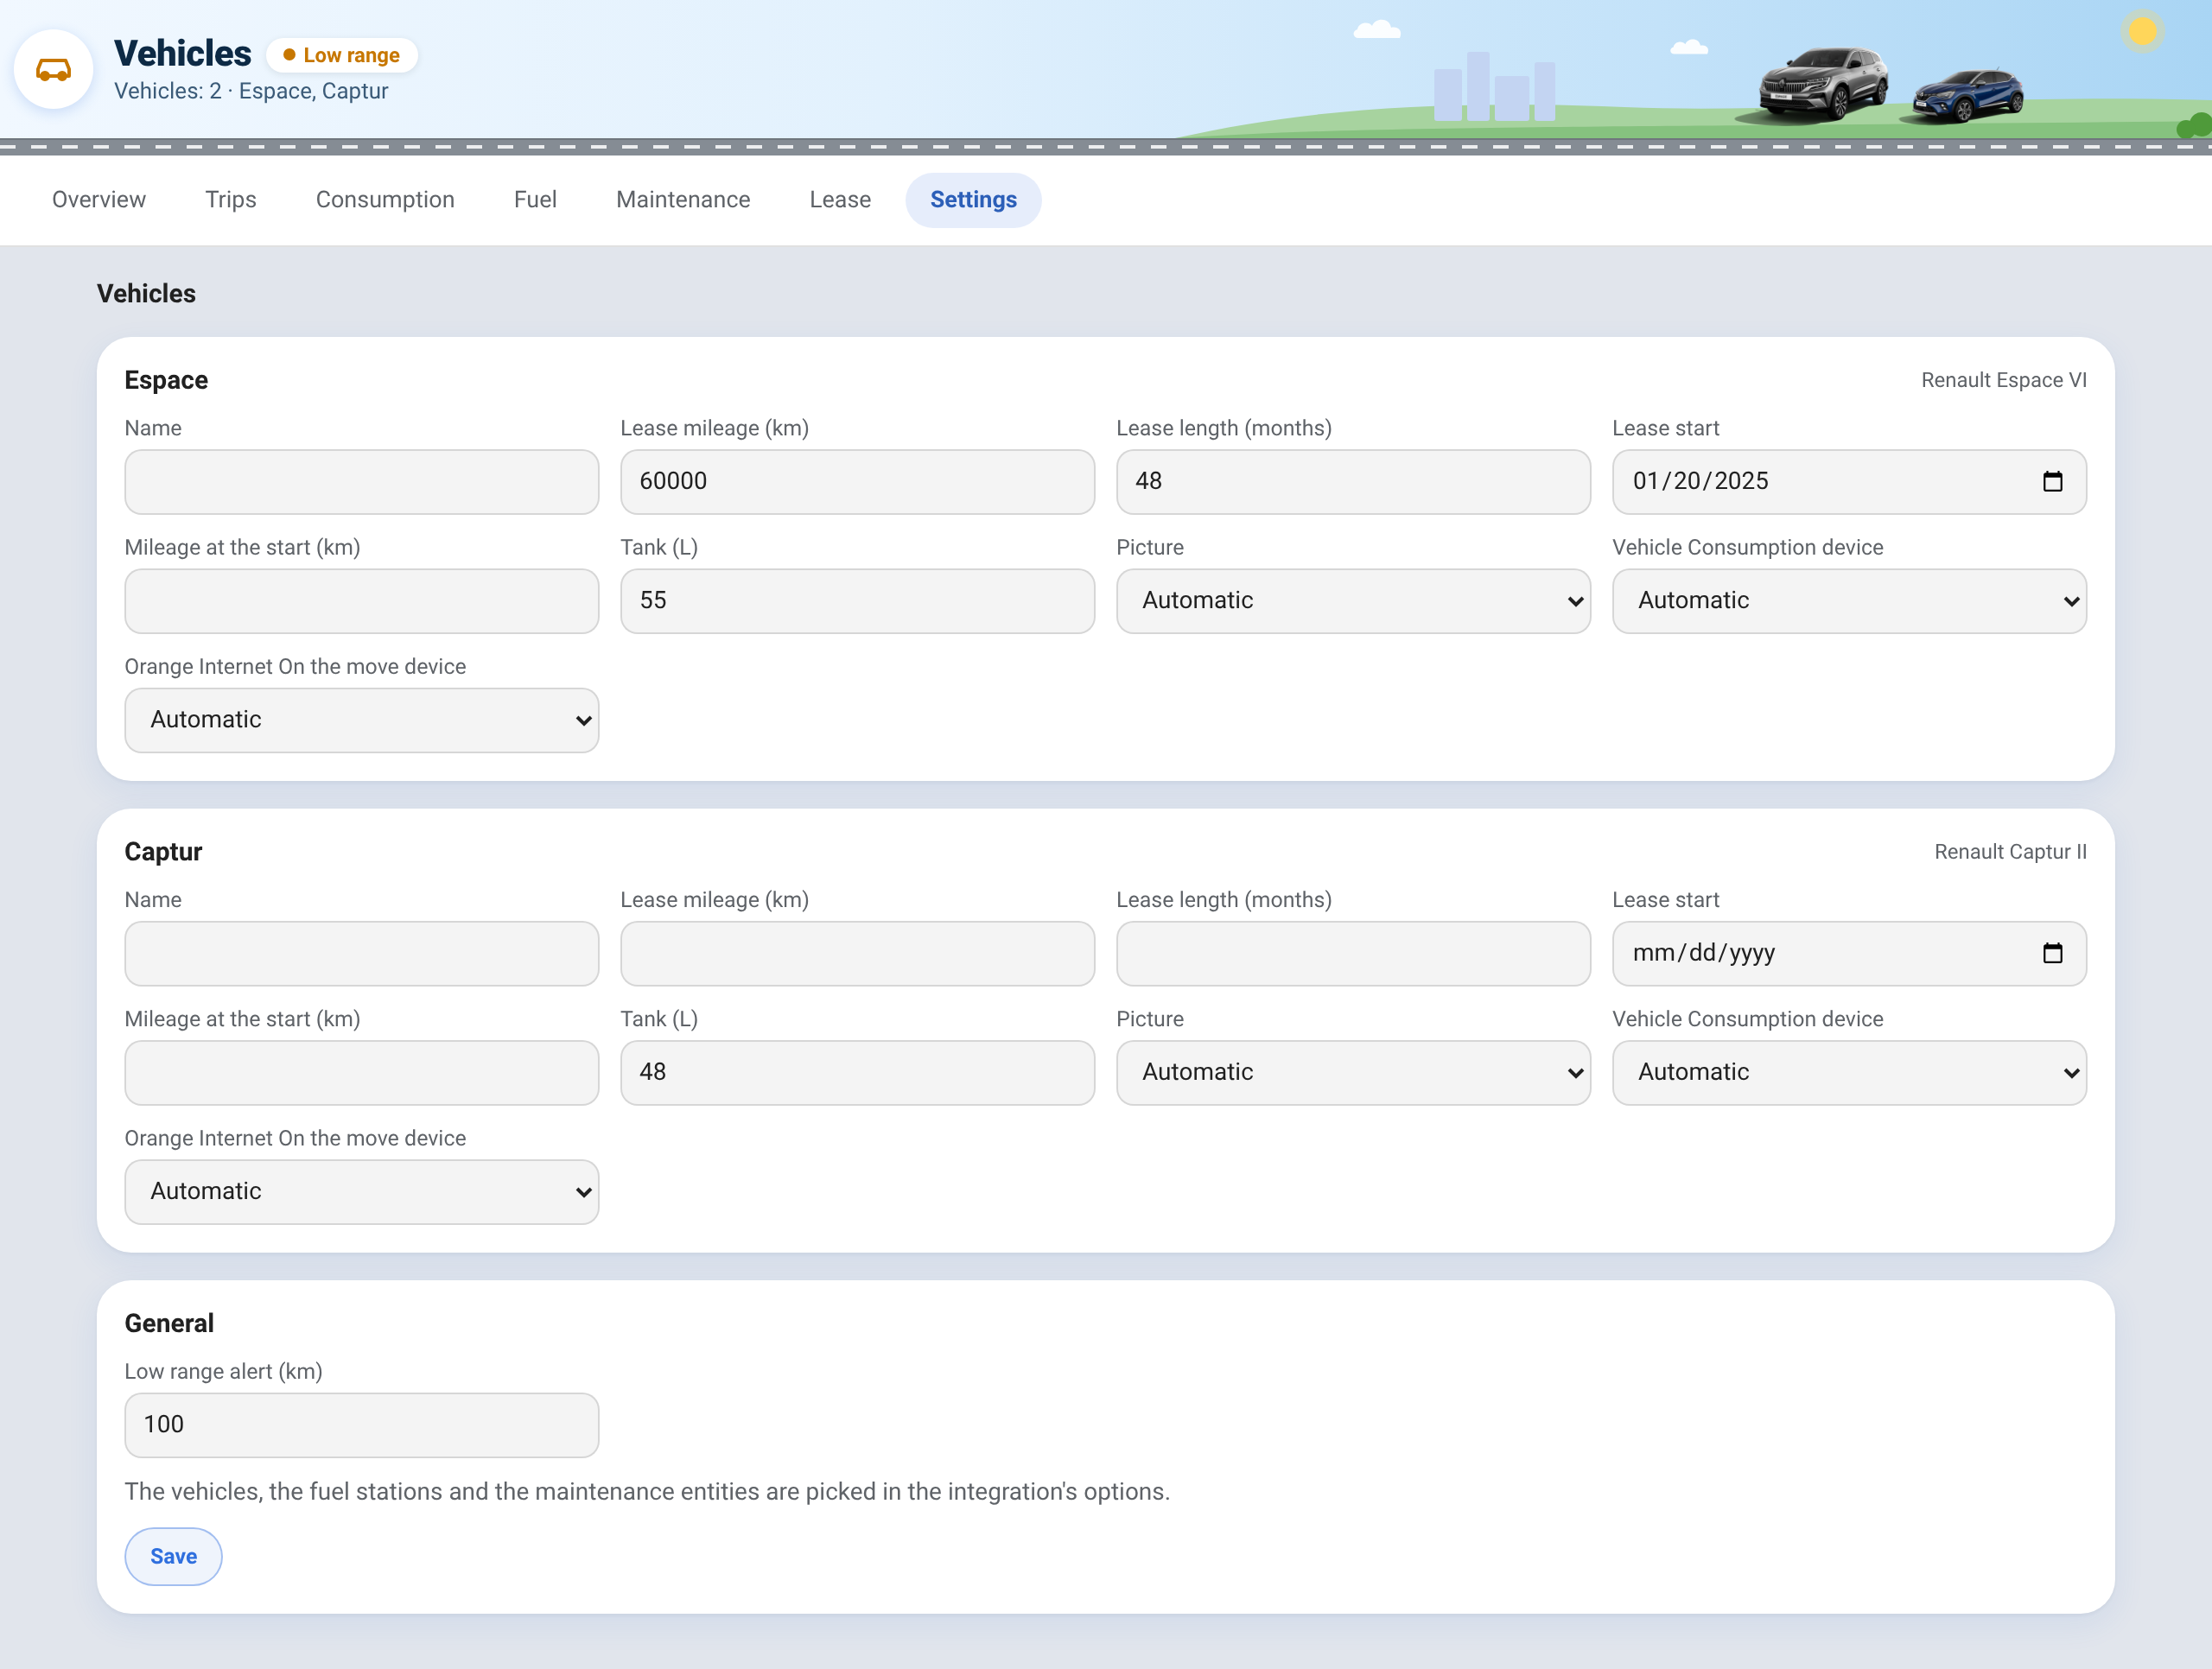 Vehicles
Low range
Vehicles: 2 · Espace, Captur
Overview Trips Consumption Fuel Maintenance Lease Settings
Vehicles
Espace Renault Espace VI
Name Lease mileage (km) Lease length (months) Lease start
60000 48 01/20/2025
Mileage at the start (km) Tank (L) Picture Vehicle Consumption device
55 Automatic Automatic
Orange Internet On the move device
Automatic
Captur Renault Captur II
Name Lease mileage (km) Lease length (months) Lease start
mm/dd/yyyy
Mileage at the start (km) Tank (L) Picture Vehicle Consumption device
48 Automatic Automatic
Orange Internet On the move device
Automatic
General
Low range alert (km)
100
The vehicles, the fuel stations and the maintenance entities are picked in the integration's options.
Save